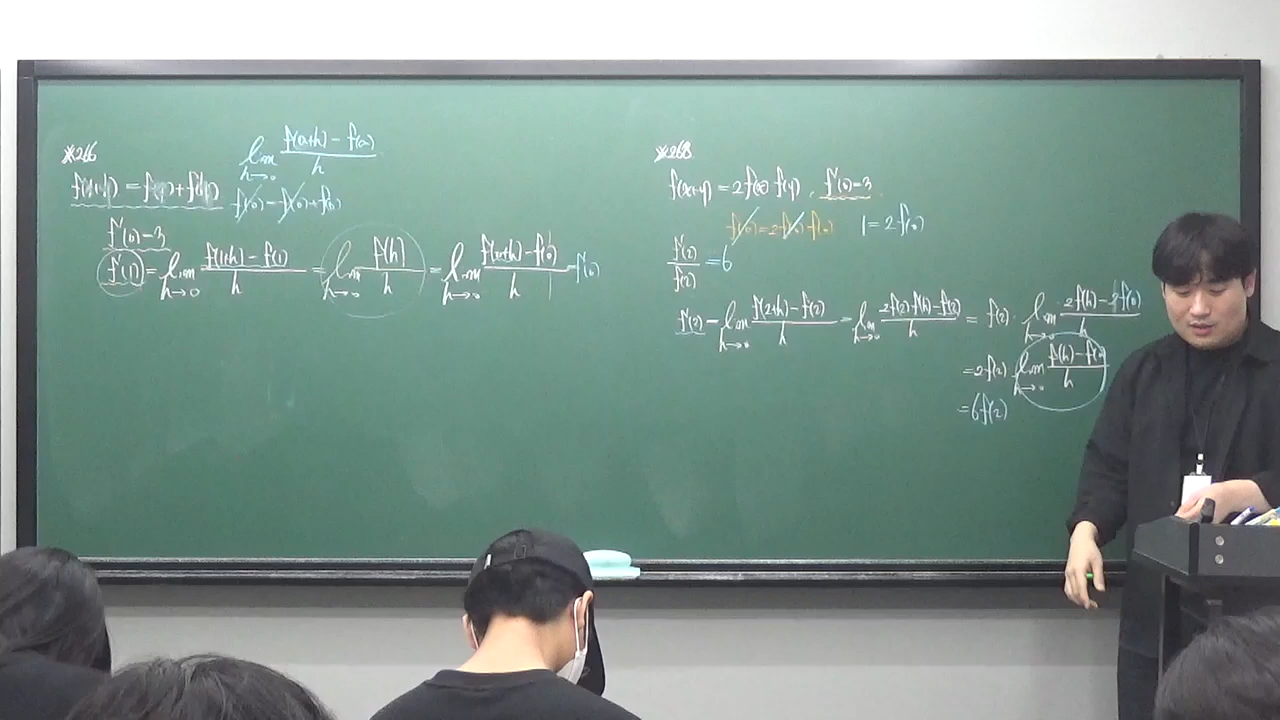 ※266
lim h→0 f(a+h) - f(a) / h
f(0) = f(0) + f(0)
f'(0) = 3
f'(1) = lim h→0 f(1+h) - f(1) / h = lim h→0 f(h) / h = lim h→0 f(0+h) - f(0) / h = f'(0)
※268
f(x+y) = 2f(x) f(y), f'(0) = 3
f(0) = 2f(0) f(0) 1 = 2f(0)
f'(2) / f(2) = 6
f'(2) = lim h→0 f(2+h) - f(2) / h = lim h→0 2f(2) f(h) - f(2) / h = f(2) · lim h→0 2f(h) - 2f(0) / h
= 2f(2) lim h→0 f(h) - f(0) / h
= 6f(2)